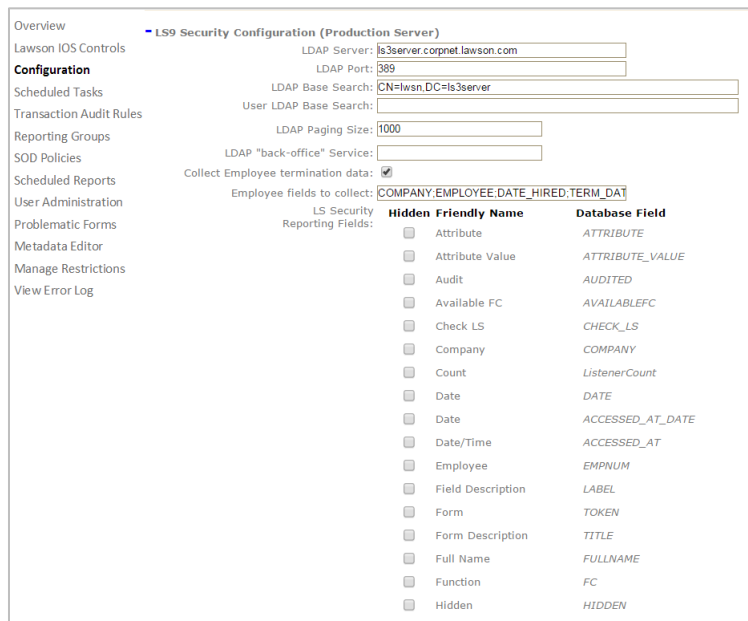 Overview
Lawson IOS Controls
Configuration
Scheduled Tasks
Transaction Audit Rules
Reporting Groups
SOD Policies
Scheduled Reports
User Administration
Problematic Forms
Metadata Editor
Manage Restrictions
View Error Log
- LS9 Security Configuration (Production Server)
LDAP Server: ls3server.corpnet.lawson.com
LDAP Port: 389
LDAP Base Search: CN=lwsn,DC=ls3server
User LDAP Base Search:
LDAP Paging Size: 1000
LDAP "back-office" Service:
Collect Employee termination data:
Employee fields to collect: COMPANY;EMPLOYEE;DATE_HIRED;TERM_DAT
LS Security Reporting Fields:
Hidden Friendly Name Database Field
Attribute ATTRIBUTE
Attribute Value ATTRIBUTE_VALUE
Audit AUDITED
Available FC AVAILABLEFC
Check LS CHECK_LS
Company COMPANY
Count ListenerCount
Date DATE
Date ACCESSED_AT_DATE
Date/Time ACCESSED_AT
Employee EMPNUM
Field Description LABEL
Form TOKEN
Form Description TITLE
Full Name FULLNAME
Function FC
Hidden HIDDEN